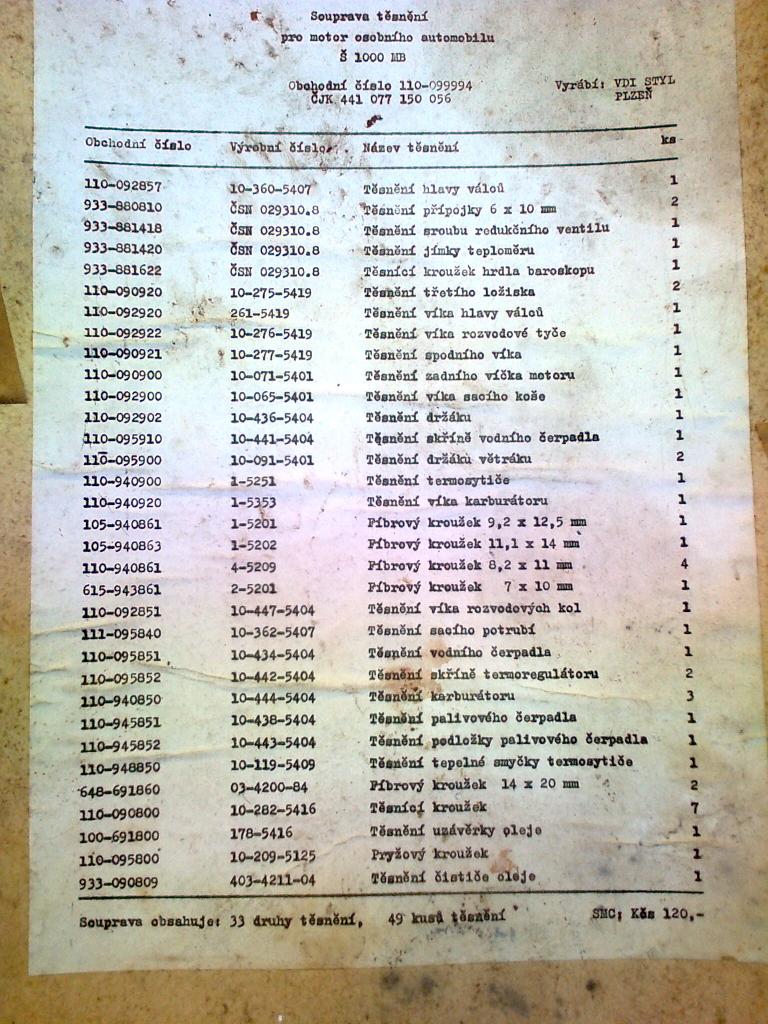 Souprava těsnění
pro motor osobního automobilu
Š 1000 MB
Obchodní číslo 110-099994 Vyrábí: VDI STYL
ČJK 441 077 150 056 PLZEŇ
Obchodní číslo Výrobní číslo Název těsnění ks
110-092857 10-360-5407 Těsnění hlavy válců 1
933-880810 ČSN 029310.8 Těsnění přípojky 6 x 10 mm 2
933-881418 ČSN 029310.8 Těsnění sroubu redukčního ventilu 1
933-881420 ČSN 029310.8 Těsnění jímky teploměru 1
933-881622 ČSN 029310.8 Těsnící kroužek hrdla baroskopu 1
110-090920 10-275-5419 Těsnění třetího ložiska 2
110-092920 261-5419 Těsnění víka hlavy válců 1
110-092922 10-276-5419 Těsnění víka rozvodové tyče 1
110-090921 10-277-5419 Těsnění spodního víka 1
110-090900 10-071-5401 Těsnění zadního víčka motoru 1
110-092900 10-065-5401 Těsnění víka sacího koše 1
110-092902 10-436-5404 Těsnění držáku 1
110-095910 10-441-5404 Těsnění skříně vodního čerpadla 1
110-095900 10-091-5401 Těsnění držáků větráku 2
110-940900 1-5251 Těsnění termosytiče 1
110-940920 1-5353 Těsnění víka karburátoru 1
105-940861 1-5201 Fíbrový kroužek 9,2 x 12,5 mm 1
105-940863 1-5202 Fíbrový kroužek 11,1 x 14 mm 1
110-940861 4-5209 Fíbrový kroužek 8,2 x 11 mm 4
615-943861 2-5201 Fíbrový kroužek 7 x 10 mm 1
110-092851 10-447-5404 Těsnění víka rozvodových kol 1
111-095840 10-362-5407 Těsnění sacího potrubí 1
110-095851 10-434-5404 Těsnění vodního čerpadla 1
110-095852 10-442-5404 Těsnění skříně termoregulátoru 2
110-940850 10-444-5404 Těsnění karburátoru 3
110-945851 10-438-5404 Těsnění palivového čerpadla 1
110-945852 10-443-5404 Těsnění podložky palivového čerpadla 1
110-948850 10-119-5409 Těsnění tepelné smyčky termosytiče 1
648-691860 03-4200-84 Fíbrový kroužek 14 x 20 mm 2
110-090800 10-282-5416 Těsnící kroužek 7
100-691800 178-5416 Těsnění uzávěrky oleje 1
110-095800 10-209-5125 Pryžový kroužek 1
933-090809 403-4211-04 Těsnění čističe oleje 1
Souprava obsahuje: 33 druhy těsnění, 49 kusů těsnění SMC; Kčs 120,-